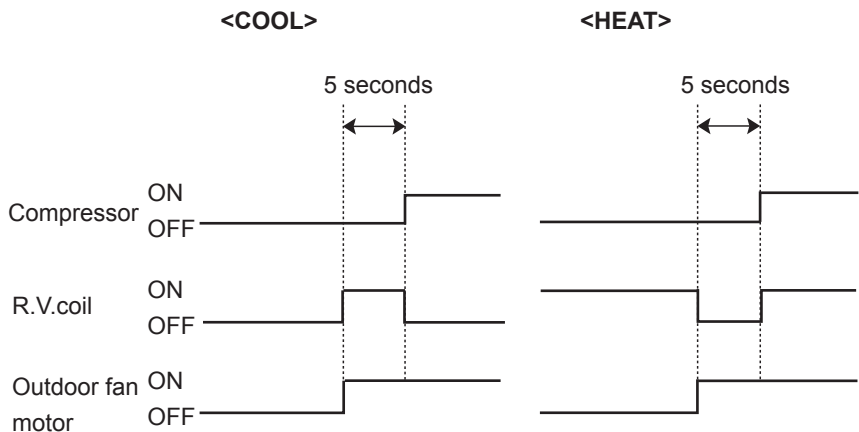 <COOL>
<HEAT>
5 seconds
5 seconds
Compressor
ON
OFF
R.V.coil
ON
OFF
Outdoor fan
motor
ON
OFF